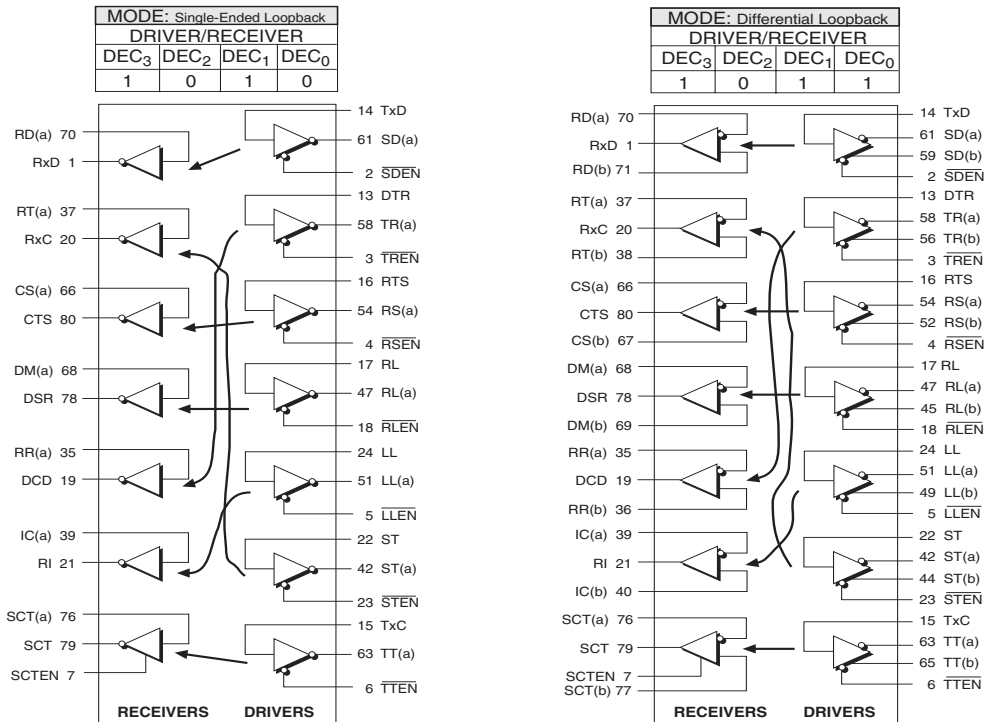 MODE: Single-Ended Loopback
DRIVER/RECEIVER
DEC3 DEC2 DEC1 DEC0
1 0 1 0
14 TxD
RD(a) 70
61 SD(a)
RxD 1
2 SDEN
13 DTR
RT(a) 37
58 TR(a)
RxC 20
3 TREN
16 RTS
CS(a) 66
54 RS(a)
CTS 80
4 RSEN
17 RL
DM(a) 68
47 RL(a)
DSR 78
18 RLEN
24 LL
RR(a) 35
51 LL(a)
DCD 19
5 LLEN
22 ST
IC(a) 39
42 ST(a)
RI 21
23 STEN
15 TxC
SCT(a) 76
63 TT(a)
SCT 79
SCTEN 7
6 TTEN
RECEIVERS DRIVERS
MODE: Differential Loopback
DRIVER/RECEIVER
DEC3 DEC2 DEC1 DEC0
1 0 1 1
14 TxD
RD(a) 70
61 SD(a)
RxD 1
59 SD(b)
RD(b) 71
2 SDEN
13 DTR
RT(a) 37
58 TR(a)
RxC 20
56 TR(b)
RT(b) 38
3 TREN
16 RTS
CS(a) 66
54 RS(a)
CTS 80
52 RS(b)
CS(b) 67
4 RSEN
17 RL
DM(a) 68
47 RL(a)
DSR 78
45 RL(b)
DM(b) 69
18 RLEN
24 LL
RR(a) 35
51 LL(a)
DCD 19
49 LL(b)
RR(b) 36
5 LLEN
22 ST
IC(a) 39
42 ST(a)
RI 21
44 ST(b)
IC(b) 40
23 STEN
15 TxC
SCT(a) 76
63 TT(a)
SCT 79
65 TT(b)
SCTEN 7
6 TTEN
SCT(b) 77
RECEIVERS DRIVERS